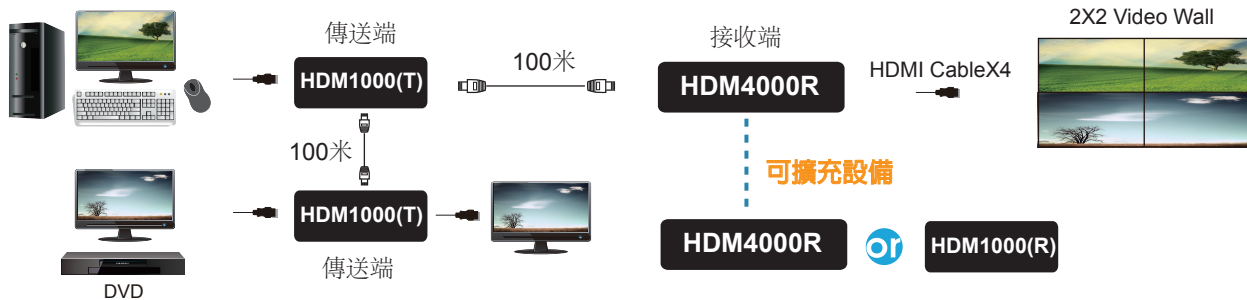 2X2 Video Wall
傳送端
接收端
100米
HDMI CableX4
HDM1000(T)
HDM4000R
100米
可擴充設備
HDM1000(T)
HDM4000R
or
HDM1000(R)
傳送端
DVD